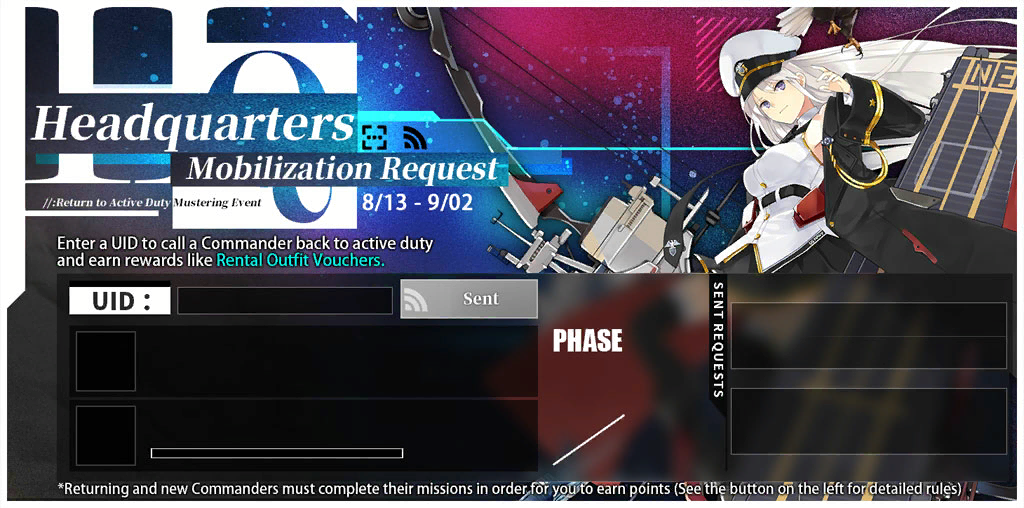 HQ
Headquarters
Mobilization Request
//:Return to Active Duty Mustering Event
8/13 - 9/02
Enter a UID to call a Commander back to active duty
and earn rewards like Rental Outfit Vouchers.
UID :
Sent
PHASE
SENT REQUESTS
*Returning and new Commanders must complete their missions in order for you to earn points (See the button on the left for detailed rules)